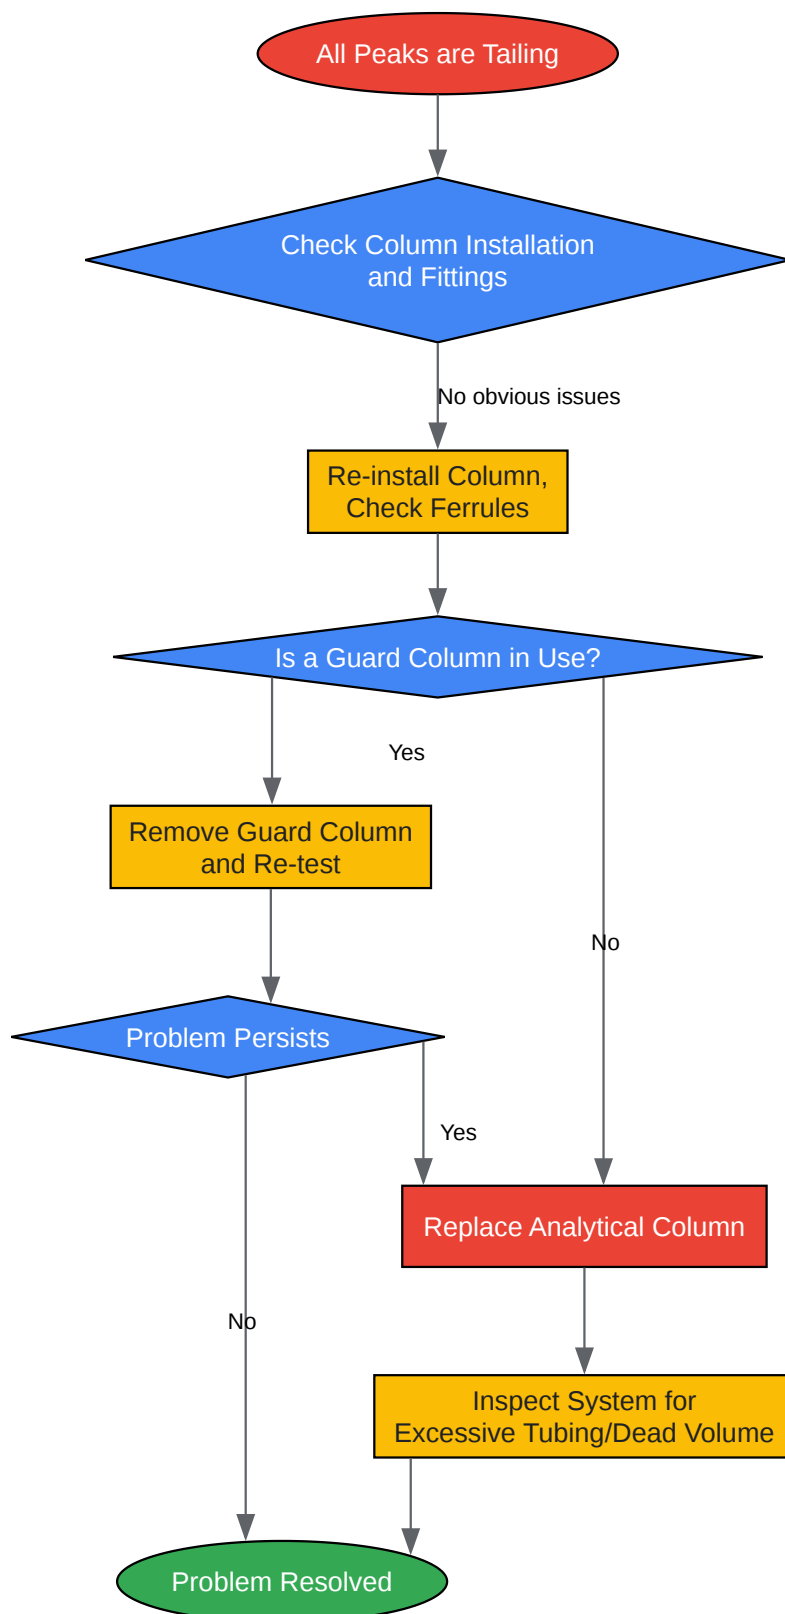 All Peaks are Tailing
Check Column Installation
and Fittings
No obvious issues
Re-install Column,
Check Ferrules
Is a Guard Column in Use?
Yes
Remove Guard Column
and Re-test
No
Problem Persists
Yes
Replace Analytical Column
No
Inspect System for
Excessive Tubing/Dead Volume
Problem Resolved